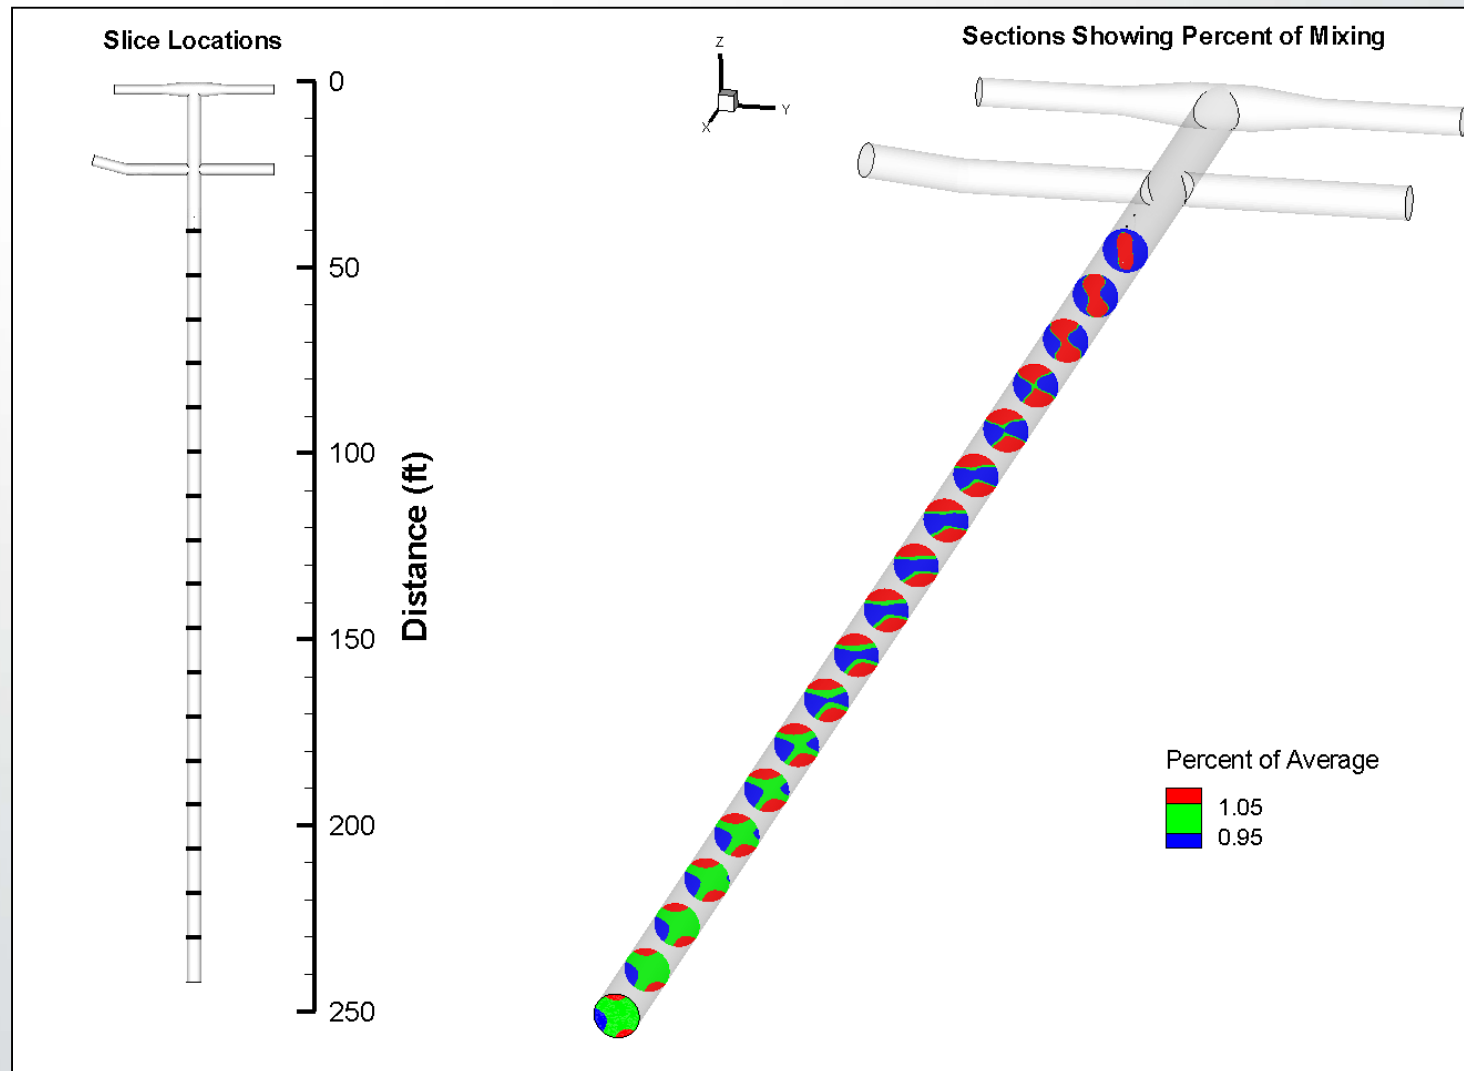 Slice Locations
Sections Showing Percent of Mixing
Z
Y
X
0
50
100
150
200
250
Distance (ft)
Percent of Average
1.05
0.95